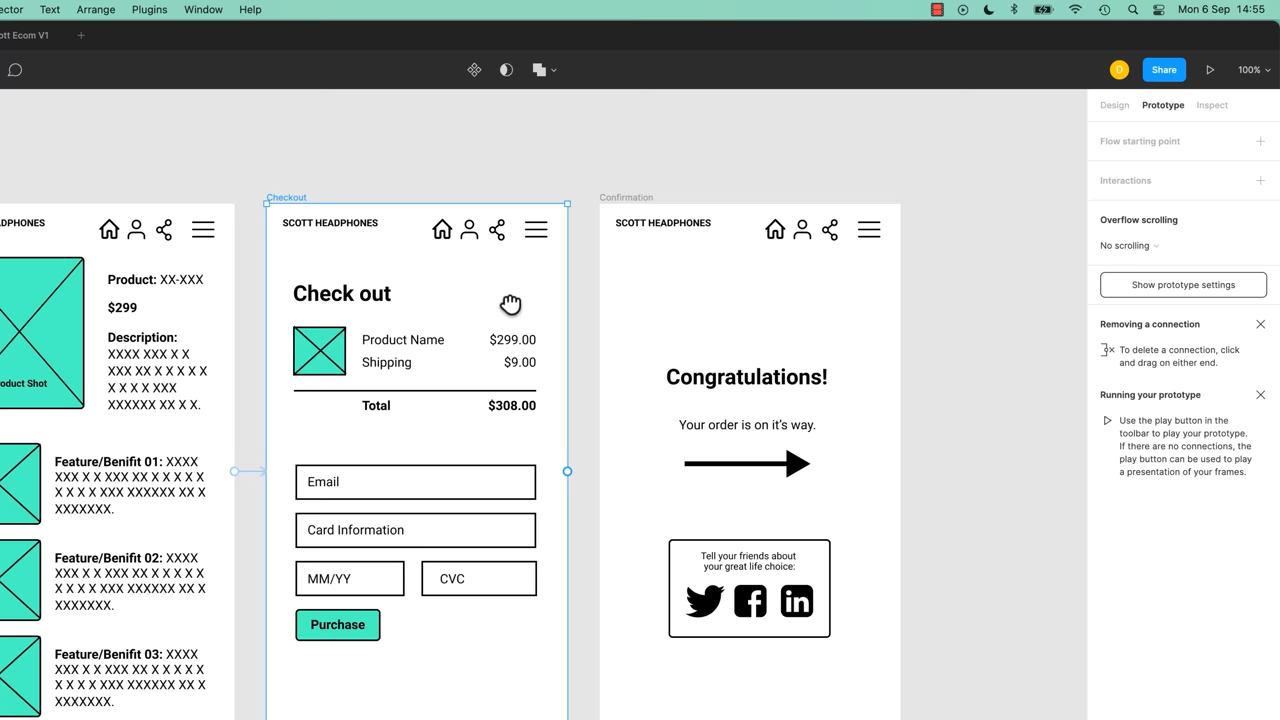 ector Text Arrange Plugins Window Help Mon 6 Sep 14:55
ott Ecom V1 +
D Share 100%
Design Prototype Inspect
Flow starting point
Interactions
Overflow scrolling
No scrolling
Show prototype settings
Removing a connection
To delete a connection, click
and drag on either end.
Running your prototype
Use the play button in the
toolbar to play your prototype.
If there are no connections, the
play button can be used to play
a presentation of your frames.
ADPHONES
Product: XX-XXX
$299
Description:
XXXX XXX X X
XXX XX X X X X X
X X X X XXX
XXXXXX XX X X.
oduct Shot
Feature/Benifit 01: XXXX
XXX X X XXX XX X X X X X
X X X X XXX XXXXXX XX X
XXXXXXX.
Feature/Benifit 02: XXXX
XXX X X XXX XX X X X X X
X X X X XXX XXXXXX XX X
XXXXXXX.
Feature/Benifit 03: XXXX
XXX X X XXX XX X X X X X
X X X X XXX XXXXXX XX X
XXXXXXX.
Checkout
SCOTT HEADPHONES
Check out
Product Name $299.00
Shipping $9.00
Total $308.00
Email
Card Information
MM/YY CVC
Purchase
Confirmation
SCOTT HEADPHONES
Congratulations!
Your order is on it's way.
Tell your friends about
your great life choice: